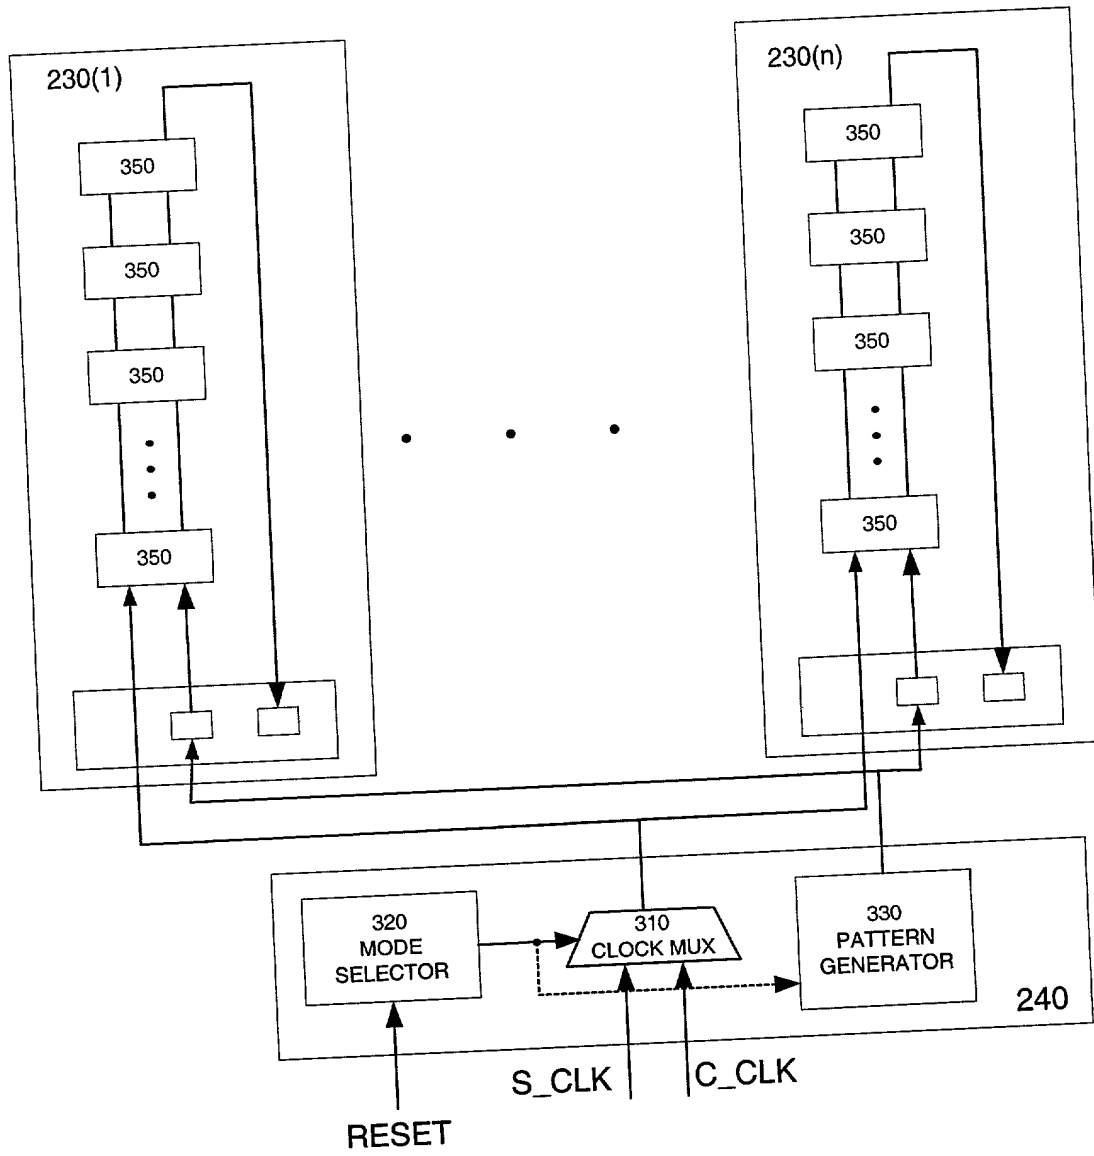 230(1)
350
350
350
350
230(n)
350
350
350
350
320
MODE
SELECTOR
310
CLOCK MUX
330
PATTERN
GENERATOR
240
S_CLK
C_CLK
RESET